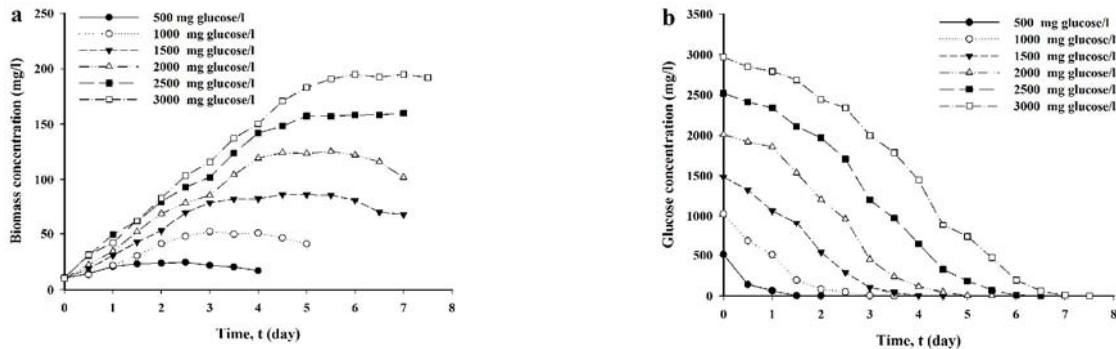 a
500 mg glucose/l
1000 mg glucose/l
1500 mg glucose/l
2000 mg glucose/l
2500 mg glucose/l
3000 mg glucose/l
250
200
150
100
50
0
Biomass concentration (mg/l)
0 1 2 3 4 5 6 7 8
Time, t (day)
b
500 mg glucose/l
1000 mg glucose/l
1500 mg glucose/l
2000 mg glucose/l
2500 mg glucose/l
3000 mg glucose/l
3500
3000
2500
2000
1500
1000
500
0
Glucose concentration (mg/l)
0 1 2 3 4 5 6 7 8
Time, t (day)